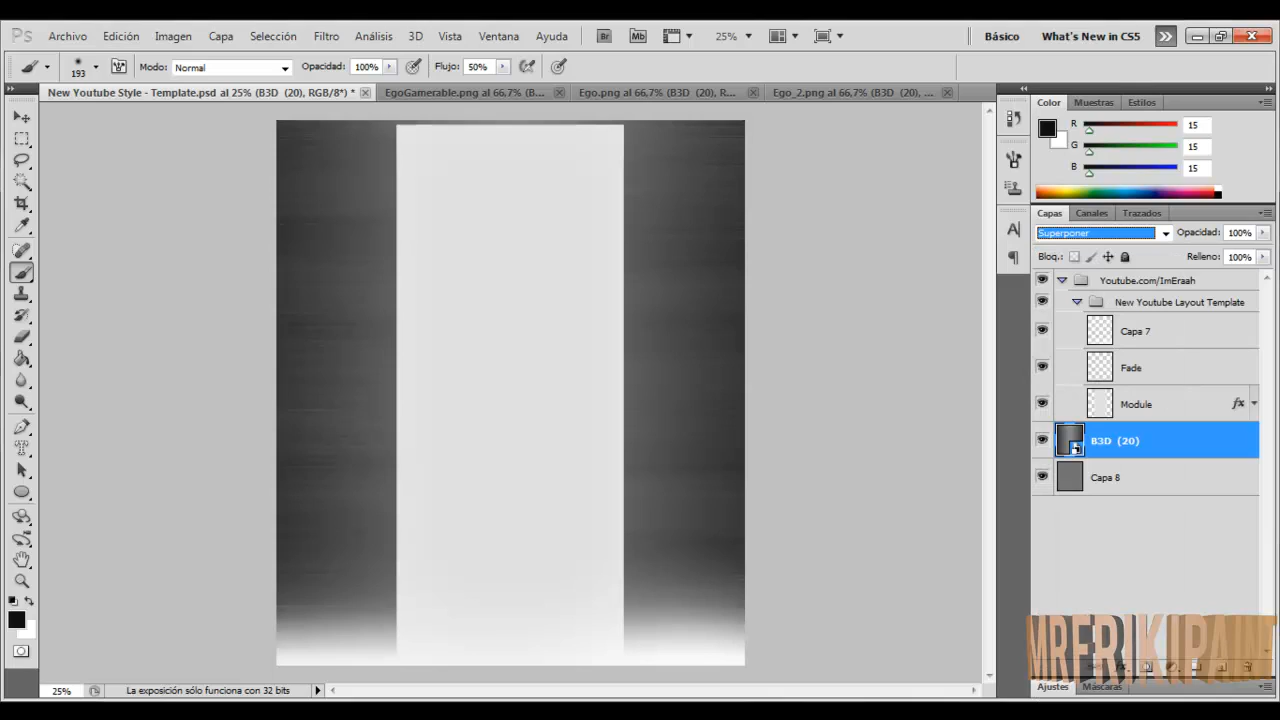 Ps Archivo Edición Imagen Capa Selección Filtro Análisis 3D Vista Ventana Ayuda Br Mb 25% Básico What's New in CS5
193 Modo: Normal Opacidad: 100% Flujo: 50%
New Youtube Style - Template.psd al 25% (B3D (20), RGB/8*) * EgoGamerable.png al 66,7% (B... Ego.png al 66,7% (B3D (20), R... Ego_2.png al 66,7% (B3D (20), ...
Color Muestras Estilos
R 15
G 15
B 15
Capas Canales Trazados
Superponer Opacidad: 100%
Bloq.: Relleno: 100%
Youtube.com/ImEraah
New Youtube Layout Template
Capa 7
Fade
Module fx
B3D (20)
Capa 8
Ajustes Máscaras
25% La exposición sólo funciona con 32 bits